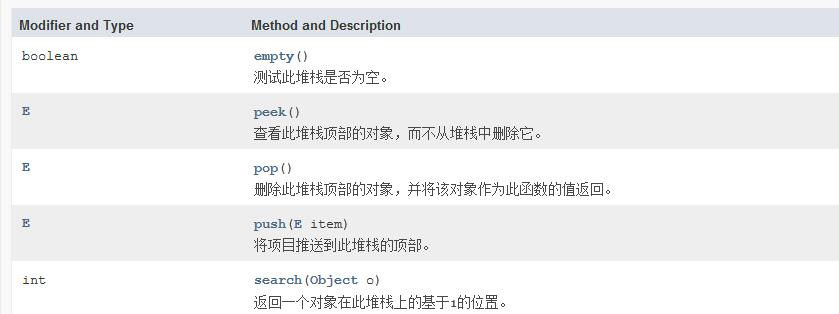 Modifier and Type Method and Description
boolean empty()
测试此堆栈是否为空。
E peek()
查看此堆栈顶部的对象，而不从堆栈中删除它。
E pop()
删除此堆栈顶部的对象，并将该对象作为此函数的值返回。
E push(E item)
将项目推送到此堆栈的顶部。
int search(Object o)
返回一个对象在此堆栈上的基于1的位置。